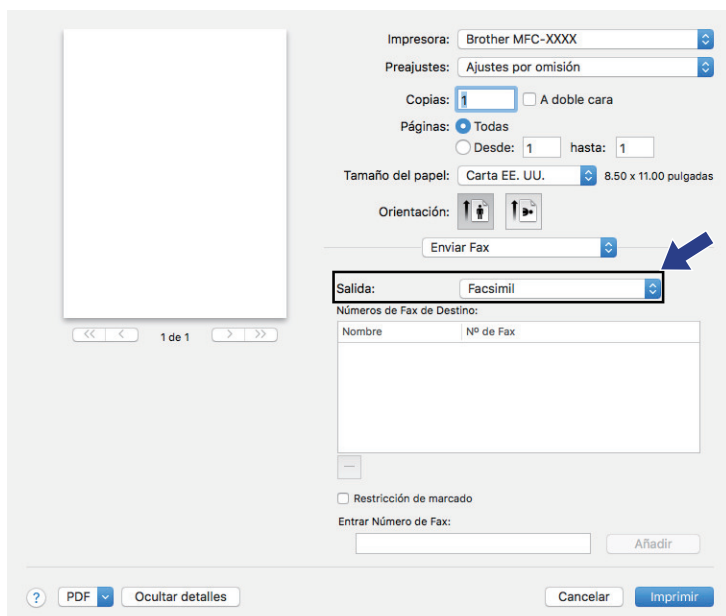 Impresora: Brother MFC-XXXX
Preajustes: Ajustes por omisión
Copias: 1 A doble cara
Páginas: Todas
Desde: 1 hasta: 1
Tamaño del papel: Carta EE. UU. 8.50 x 11.00 pulgadas
Orientación:
Enviar Fax
Salida: Facsimil
Números de Fax de Destino:
Nombre Nº de Fax
<< < 1 de 1 > >>
—
Restricción de marcado
Entrar Número de Fax:
Añadir
? PDF Ocultar detalles Cancelar Imprimir